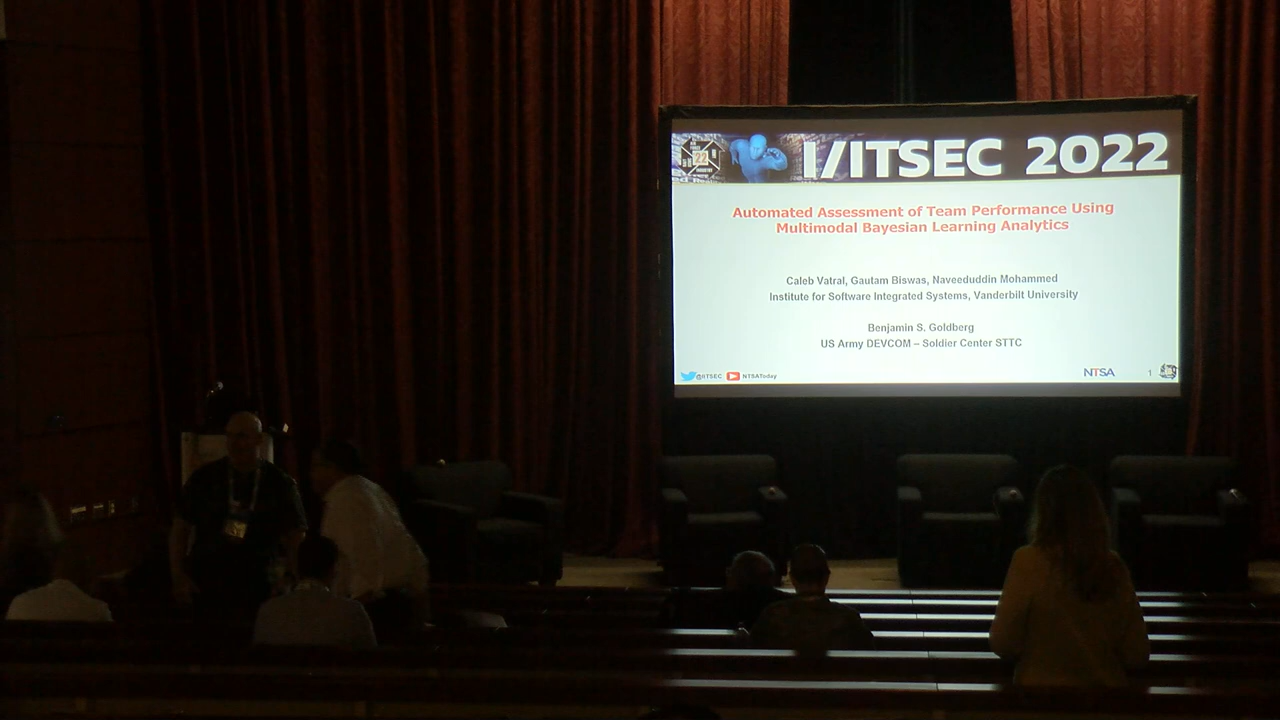 I/ITSEC 2022
Automated Assessment of Team Performance Using
Multimodal Bayesian Learning Analytics
Caleb Vatral, Gautam Biswas, Naveeduddin Mohammed
Institute for Software Integrated Systems, Vanderbilt University
Benjamin S. Goldberg
US Army DEVCOM – Soldier Center STTC
@IITSEC NTSAToday NTSA 1